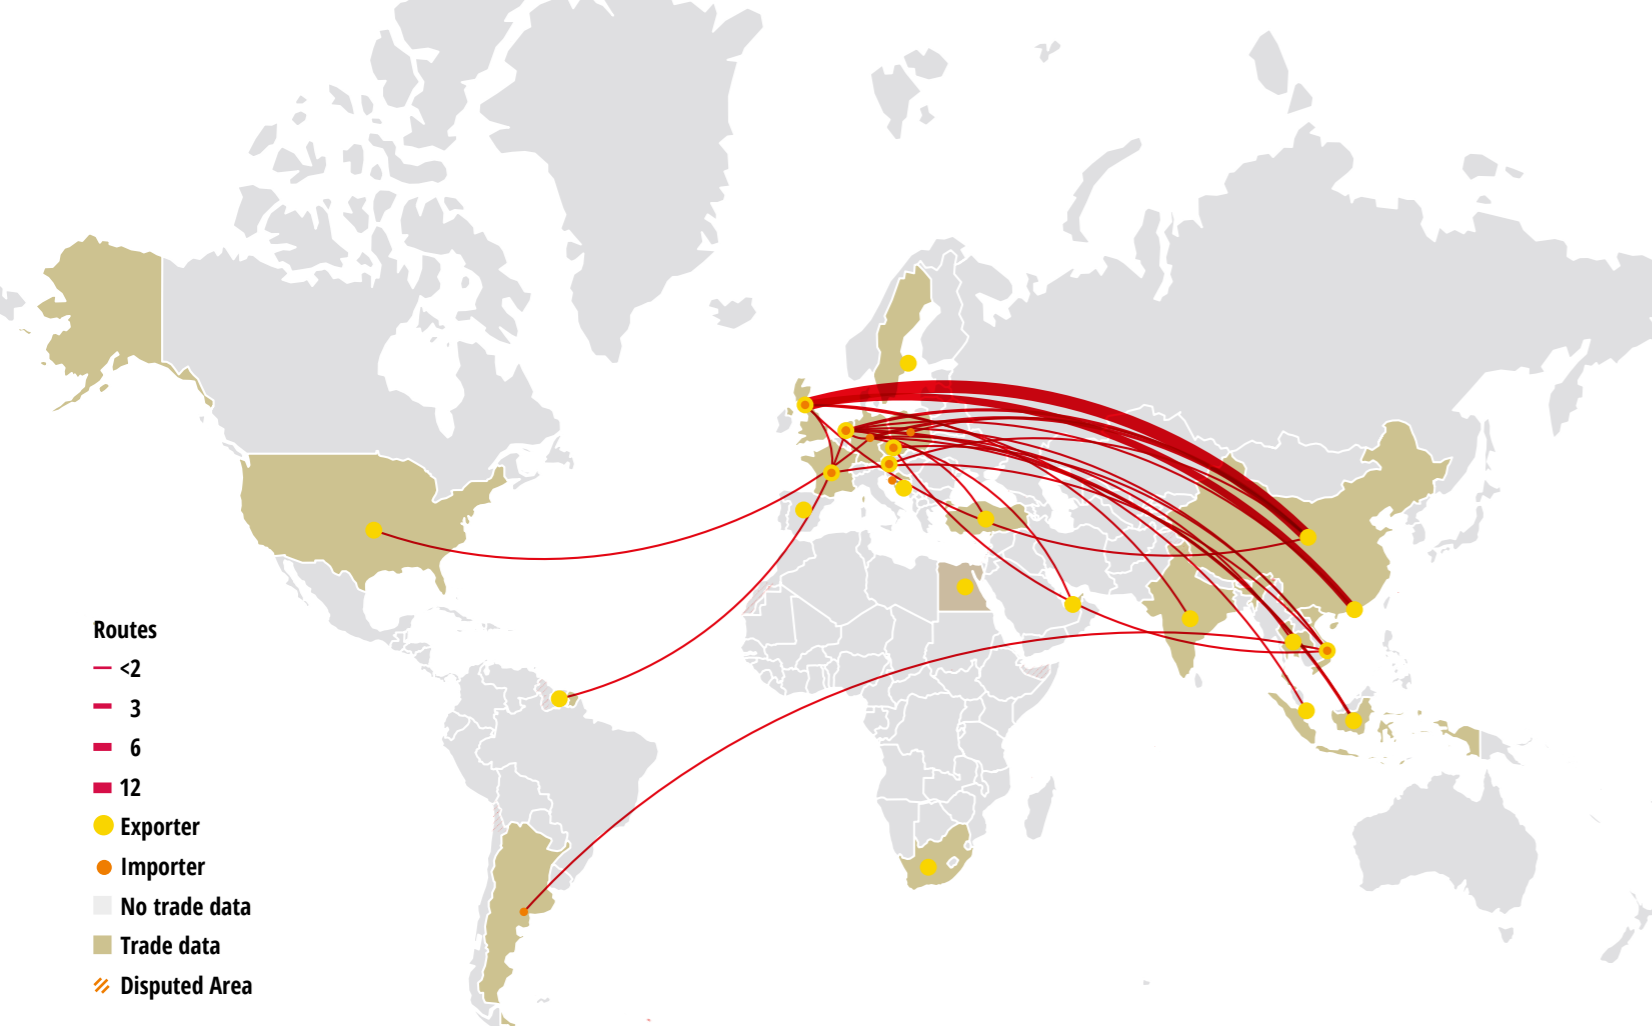 Routes
<2
3
6
12
Exporter
Importer
No trade data
Trade data
Disputed Area